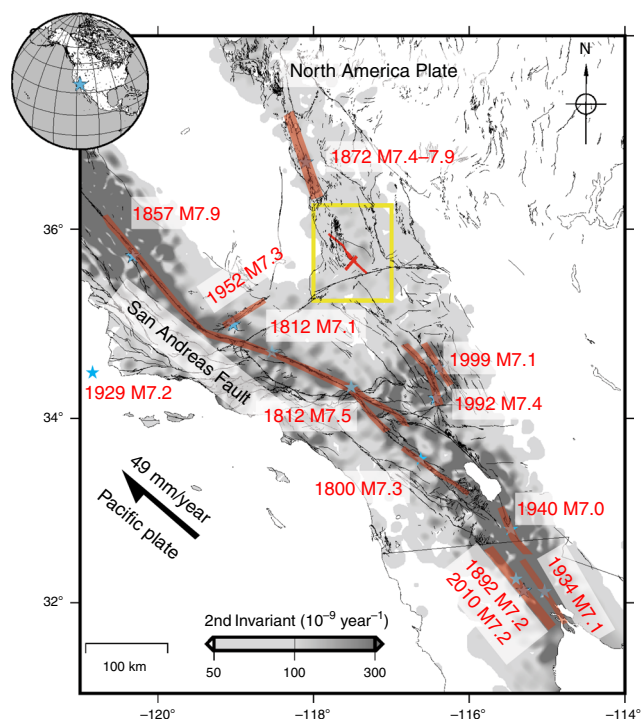 N
North America Plate
1872 M7.4–7.9
1857 M7.9
36°
1952 M7.3
San Andreas Fault
1812 M7.1
1999 M7.1
1929 M7.2
1992 M7.4
34°
1812 M7.5
49 mm/year
Pacific plate
1800 M7.3
1940 M7.0
1934 M7.1
1892 M7.2
2010 M7.2
32°
2nd Invariant (10⁻⁹ year⁻¹)
100 km
50 100 300
−120° −118° −116° −114°